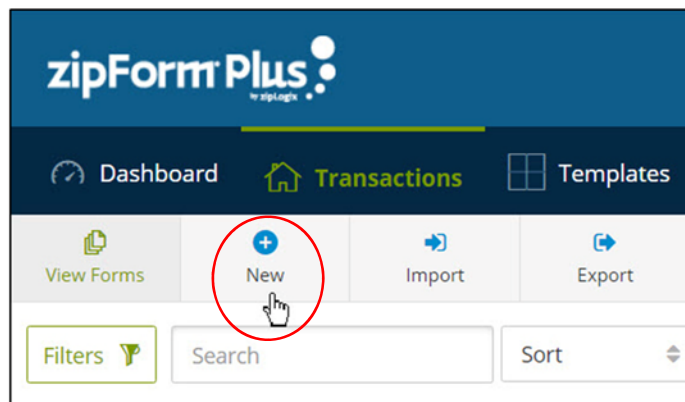 zipForm Plus
by zipLogix
Dashboard Transactions Templates
View Forms New Import Export
Filters Search Sort